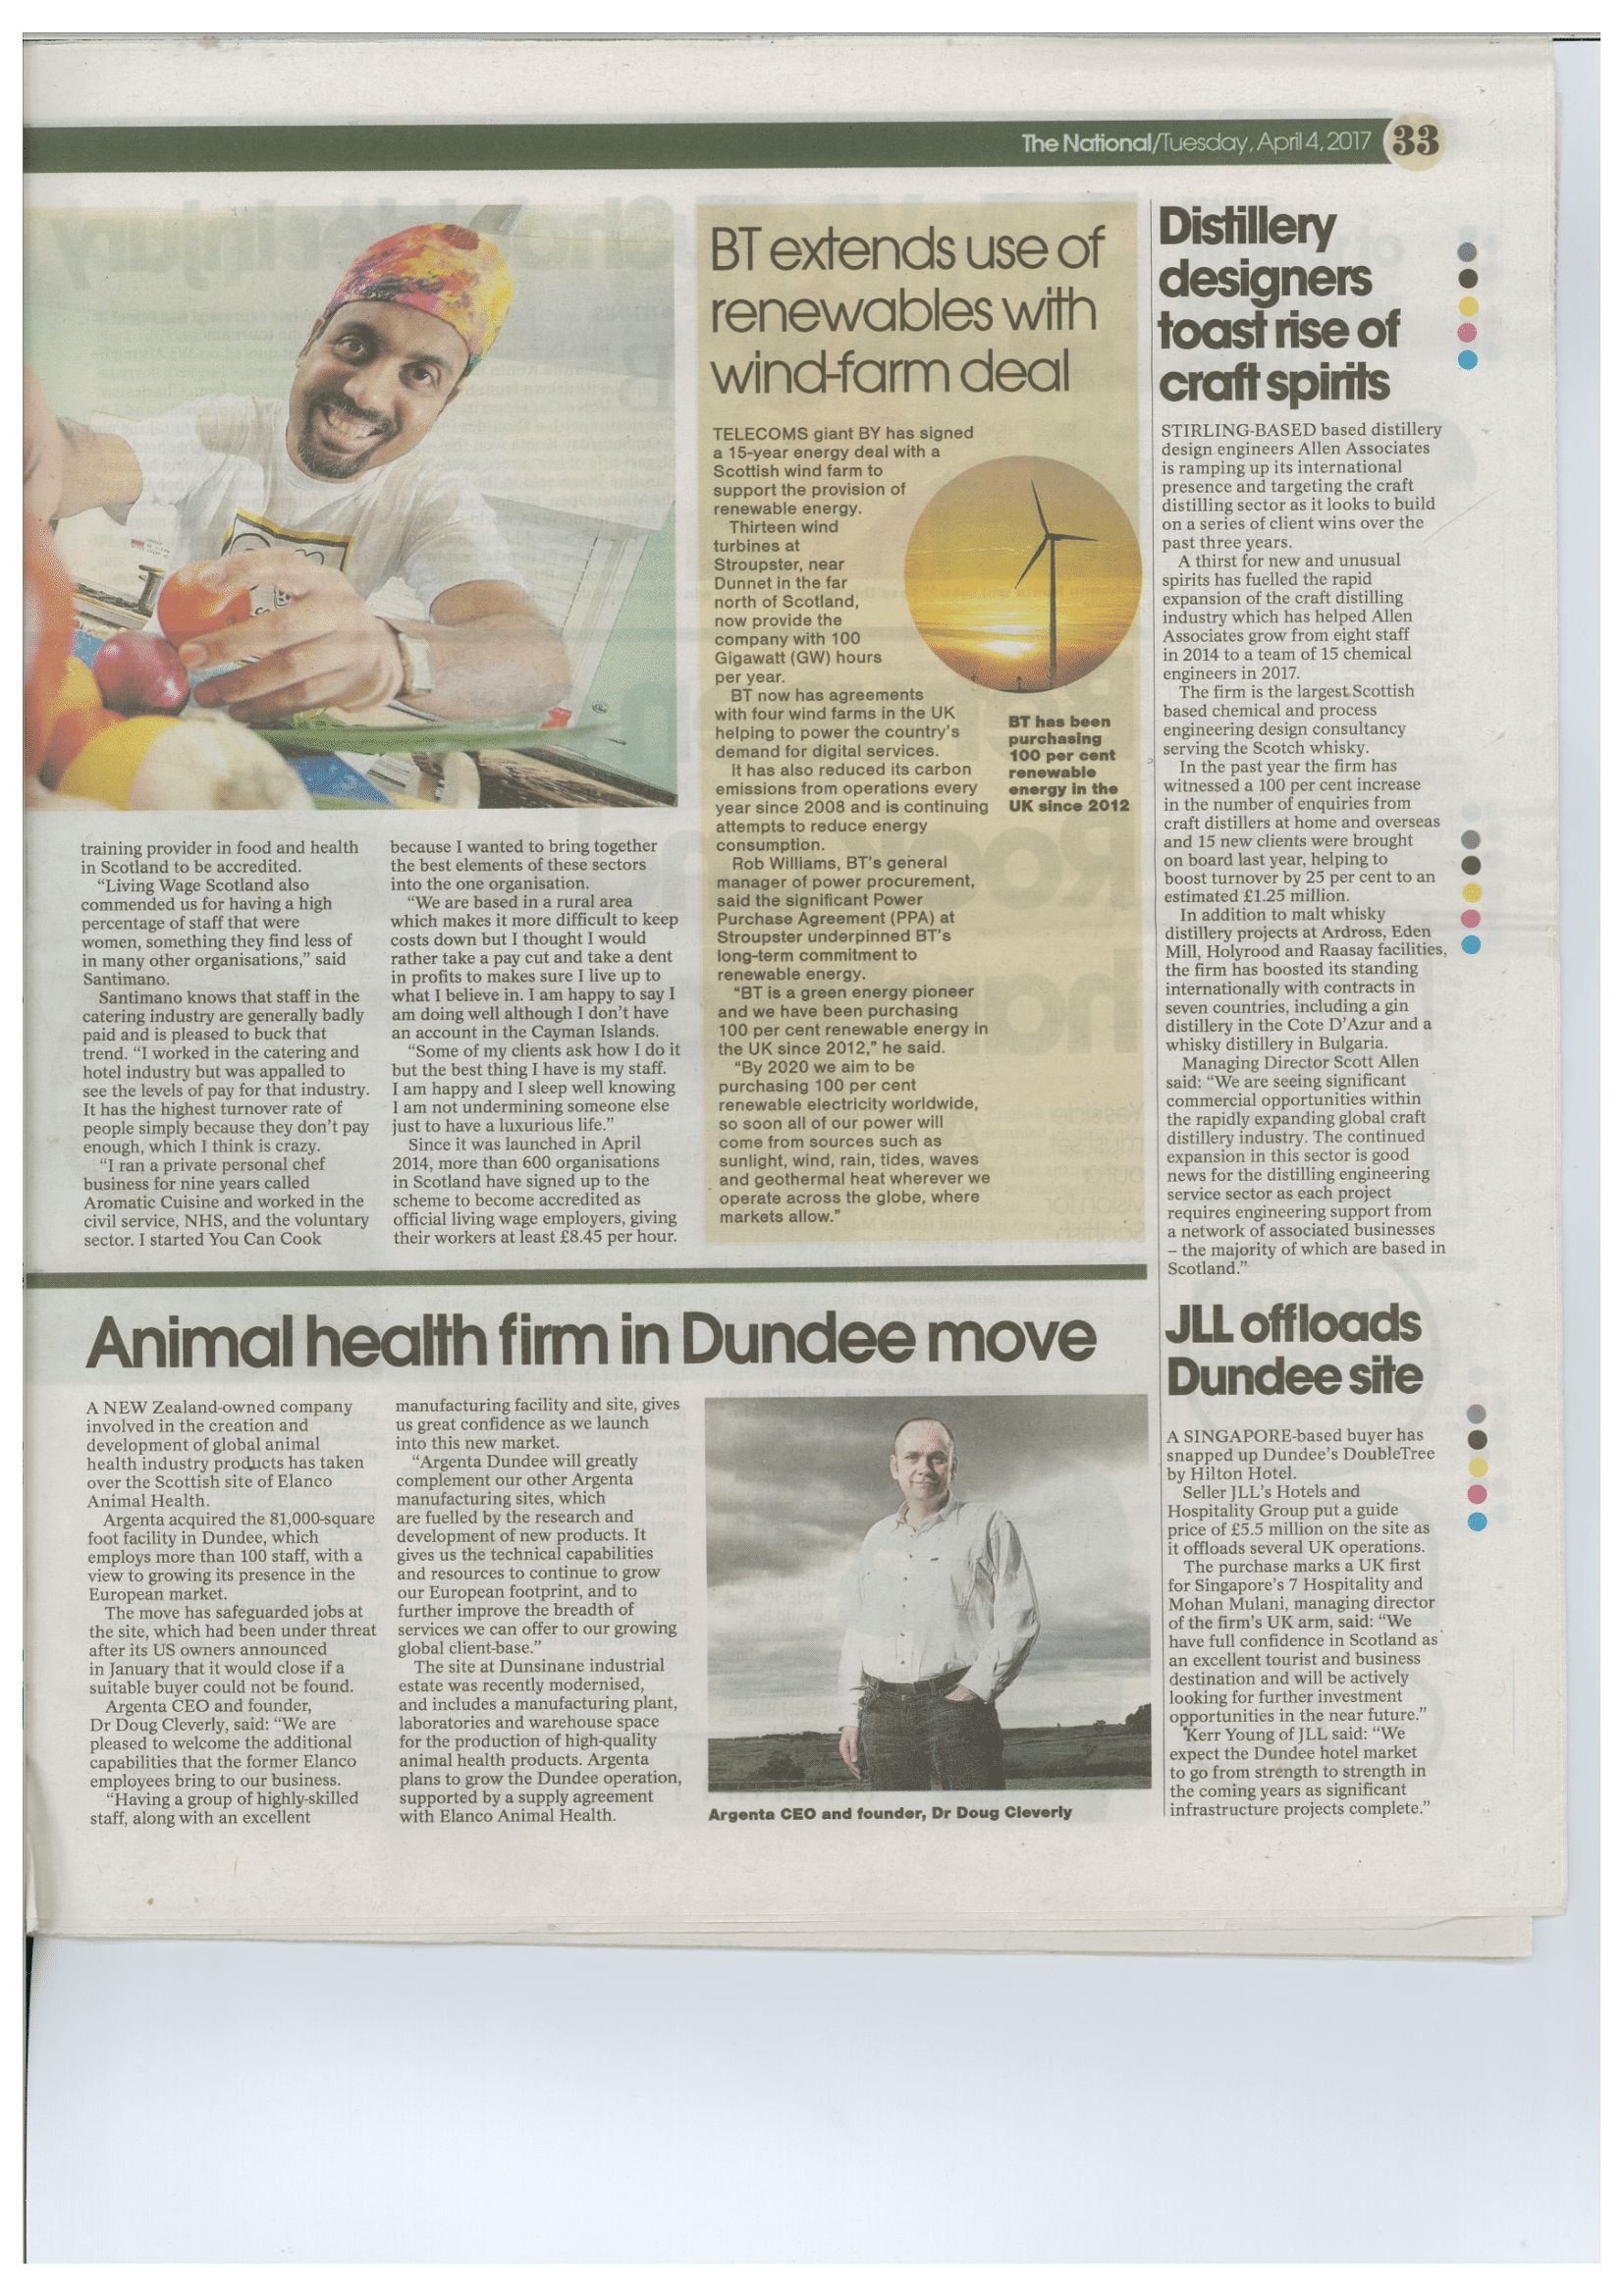 The National/Tuesday, April 4, 2017 33
training provider in food and health
in Scotland to be accredited.
“Living Wage Scotland also
commended us for having a high
percentage of staff that were
women, something they find less of
in many other organisations,” said
Santimano.
Santimano knows that staff in the
catering industry are generally badly
paid and is pleased to buck that
trend. “I worked in the catering and
hotel industry but was appalled to
see the levels of pay for that industry.
It has the highest turnover rate of
people simply because they don’t pay
enough, which I think is crazy.
“I ran a private personal chef
business for nine years called
Aromatic Cuisine and worked in the
civil service, NHS, and the voluntary
sector. I started You Can Cook
because I wanted to bring together
the best elements of these sectors
into the one organisation.
“We are based in a rural area
which makes it more difficult to keep
costs down but I thought I would
rather take a pay cut and take a dent
in profits to makes sure I live up to
what I believe in. I am happy to say I
am doing well although I don’t have
an account in the Cayman Islands.
“Some of my clients ask how I do it
but the best thing I have is my staff.
I am happy and I sleep well knowing
I am not undermining someone else
just to have a luxurious life.”
Since it was launched in April
2014, more than 600 organisations
in Scotland have signed up to the
scheme to become accredited as
official living wage employers, giving
their workers at least £8.45 per hour.
BT extends use of
renewables with
wind-farm deal
TELECOMS giant BY has signed
a 15-year energy deal with a
Scottish wind farm to
support the provision of
renewable energy.
Thirteen wind
turbines at
Stroupster, near
Dunnet in the far
north of Scotland,
now provide the
company with 100
Gigawatt (GW) hours
per year.
BT now has agreements
with four wind farms in the UK
helping to power the country’s
demand for digital services.
It has also reduced its carbon
emissions from operations every
year since 2008 and is continuing
attempts to reduce energy
consumption.
Rob Williams, BT’s general
manager of power procurement,
said the significant Power
Purchase Agreement (PPA) at
Stroupster underpinned BT’s
long-term commitment to
renewable energy.
“BT is a green energy pioneer
and we have been purchasing
100 per cent renewable energy in
the UK since 2012,” he said.
“By 2020 we aim to be
purchasing 100 per cent
renewable electricity worldwide,
so soon all of our power will
come from sources such as
sunlight, wind, rain, tides, waves
and geothermal heat wherever we
operate across the globe, where
markets allow.”
BT has been
purchasing
100 per cent
renewable
energy in the
UK since 2012
Distillery
designers
toast rise of
craft spirits
STIRLING-BASED based distillery
design engineers Allen Associates
is ramping up its international
presence and targeting the craft
distilling sector as it looks to build
on a series of client wins over the
past three years.
A thirst for new and unusual
spirits has fuelled the rapid
expansion of the craft distilling
industry which has helped Allen
Associates grow from eight staff
in 2014 to a team of 15 chemical
engineers in 2017.
The firm is the largest Scottish
based chemical and process
engineering design consultancy
serving the Scotch whisky.
In the past year the firm has
witnessed a 100 per cent increase
in the number of enquiries from
craft distillers at home and overseas
and 15 new clients were brought
on board last year, helping to
boost turnover by 25 per cent to an
estimated £1.25 million.
In addition to malt whisky
distillery projects at Ardross, Eden
Mill, Holyrood and Raasay facilities,
the firm has boosted its standing
internationally with contracts in
seven countries, including a gin
distillery in the Cote D’Azur and a
whisky distillery in Bulgaria.
Managing Director Scott Allen
said: “We are seeing significant
commercial opportunities within
the rapidly expanding global craft
distillery industry. The continued
expansion in this sector is good
news for the distilling engineering
service sector as each project
requires engineering support from
a network of associated businesses
– the majority of which are based in
Scotland.”
Animal health firm in Dundee move
A NEW Zealand-owned company
involved in the creation and
development of global animal
health industry products has taken
over the Scottish site of Elanco
Animal Health.
Argenta acquired the 81,000-square
foot facility in Dundee, which
employs more than 100 staff, with a
view to growing its presence in the
European market.
The move has safeguarded jobs at
the site, which had been under threat
after its US owners announced
in January that it would close if a
suitable buyer could not be found.
Argenta CEO and founder,
Dr Doug Cleverly, said: “We are
pleased to welcome the additional
capabilities that the former Elanco
employees bring to our business.
“Having a group of highly-skilled
staff, along with an excellent
manufacturing facility and site, gives
us great confidence as we launch
into this new market.
“Argenta Dundee will greatly
complement our other Argenta
manufacturing sites, which
are fuelled by the research and
development of new products. It
gives us the technical capabilities
and resources to continue to grow
our European footprint, and to
further improve the breadth of
services we can offer to our growing
global client-base.”
The site at Dunsinane industrial
estate was recently modernised,
and includes a manufacturing plant,
laboratories and warehouse space
for the production of high-quality
animal health products. Argenta
plans to grow the Dundee operation,
supported by a supply agreement
with Elanco Animal Health.
Argenta CEO and founder, Dr Doug Cleverly
JLL offloads
Dundee site
A SINGAPORE-based buyer has
snapped up Dundee’s DoubleTree
by Hilton Hotel.
Seller JLL’s Hotels and
Hospitality Group put a guide
price of £5.5 million on the site as
it offloads several UK operations.
The purchase marks a UK first
for Singapore’s 7 Hospitality and
Mohan Mulani, managing director
of the firm’s UK arm, said: “We
have full confidence in Scotland as
an excellent tourist and business
destination and will be actively
looking for further investment
opportunities in the near future.”
Kerr Young of JLL said: “We
expect the Dundee hotel market
to go from strength to strength in
the coming years as significant
infrastructure projects complete.”